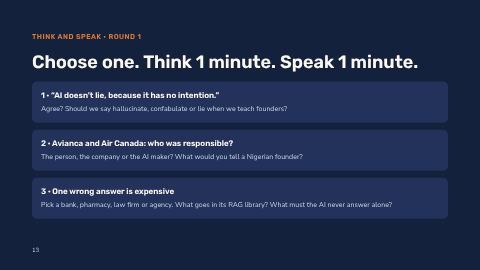 THINK AND SPEAK • ROUND 1
Choose one. Think 1 minute. Speak 1 minute.
1 • “AI doesn’t lie, because it has no intention.”
Agree? Should we say hallucinate, confabulate or lie when we teach founders?
2 • Avianca and Air Canada: who was responsible?
The person, the company or the AI maker? What would you tell a Nigerian founder?
3 • One wrong answer is expensive
Pick a bank, pharmacy, law firm or agency. What goes in its RAG library? What must the AI never answer alone?
13